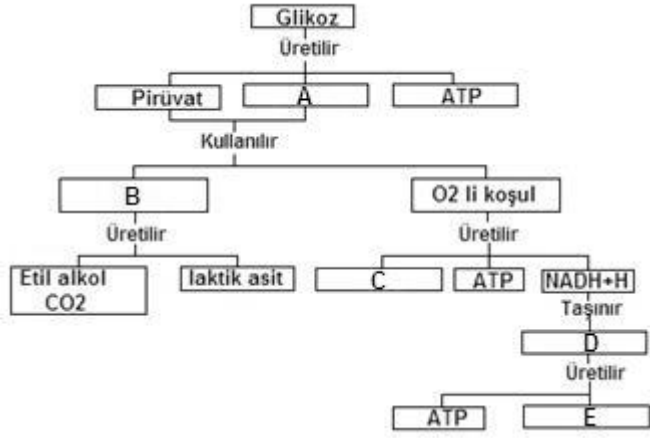 Glikoz
Üretilir
Pirüvat A ATP
Kullanılır
B O2 li koşul
Üretilir Üretilir
Etil alkol laktik asit C ATP NADH+H
CO2
Taşınır
D
Üretilir
ATP E